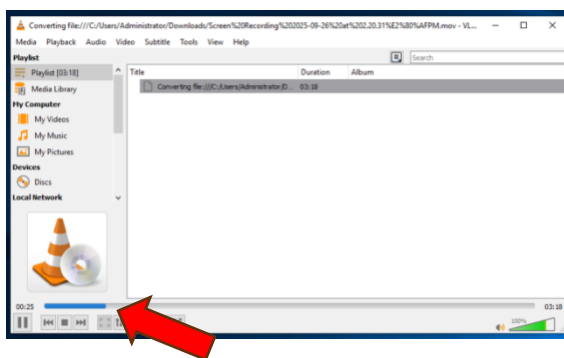 Converting file:///C:/Users/Administrator/Downloads/Screen%20Recording%202025-09-26%20at%202.20.31%E2%80%AFPM.mov - VL...
Media Playback Audio Video Subtitle Tools View Help
Playlist
Search
Playlist [03:18]
Title Duration Album
Converting file:///C:/Users/Administrator/D... 03:18
Media Library
My Computer
My Videos
My Music
My Pictures
Devices
Discs
Local Network
00:25 03:18
100%